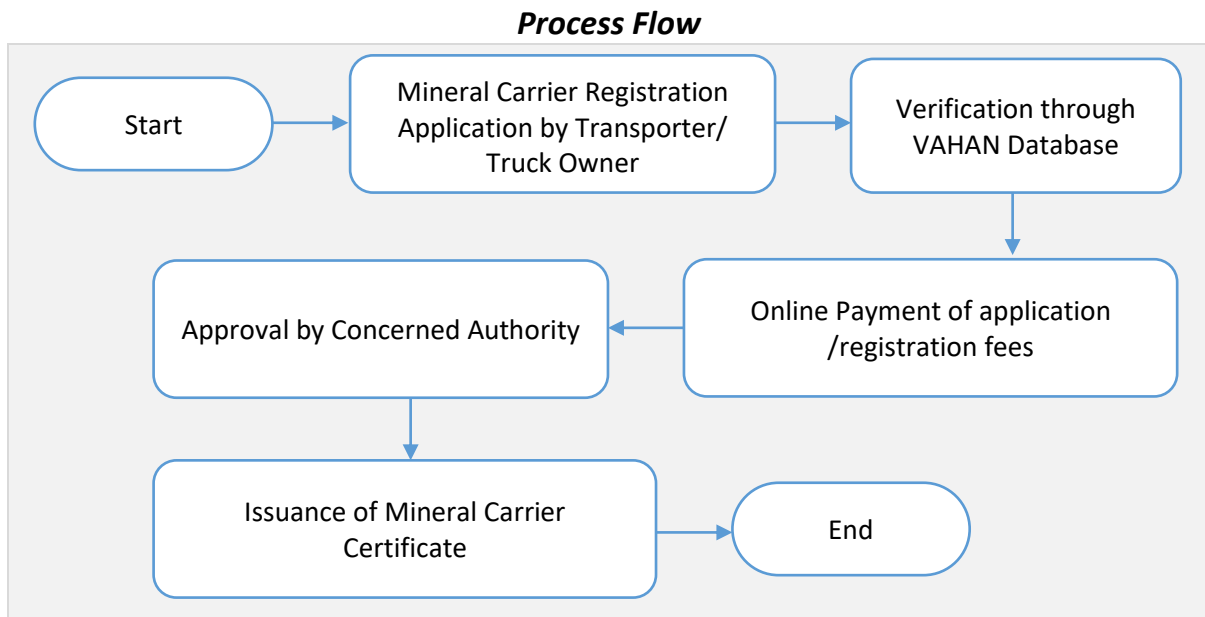 Process Flow
Start
Mineral Carrier Registration
Application by Transporter/
Truck Owner
Verification through
VAHAN Database
Approval by Concerned Authority
Online Payment of application
/registration fees
Issuance of Mineral Carrier
Certificate
End